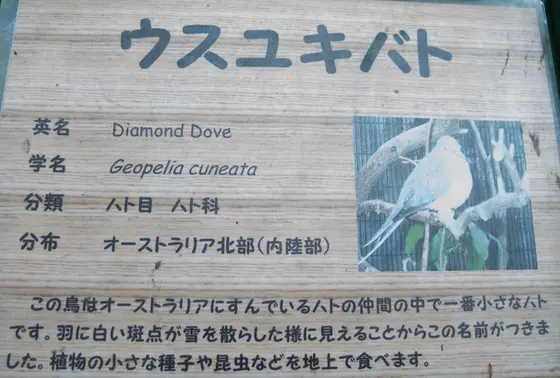 ウスユキバト
英名 Diamond Dove
学名 Geopelia cuneata
分類 ハト目 ハト科
分布 オーストラリア北部(内陸部)
この鳥はオーストラリアにすんでいるハトの仲間の中で一番小さなハト
です。羽に白い斑点が雪を散らした様に見えることからこの名前がつきま
した。植物の小さな種子や昆虫などを地上で食べます。